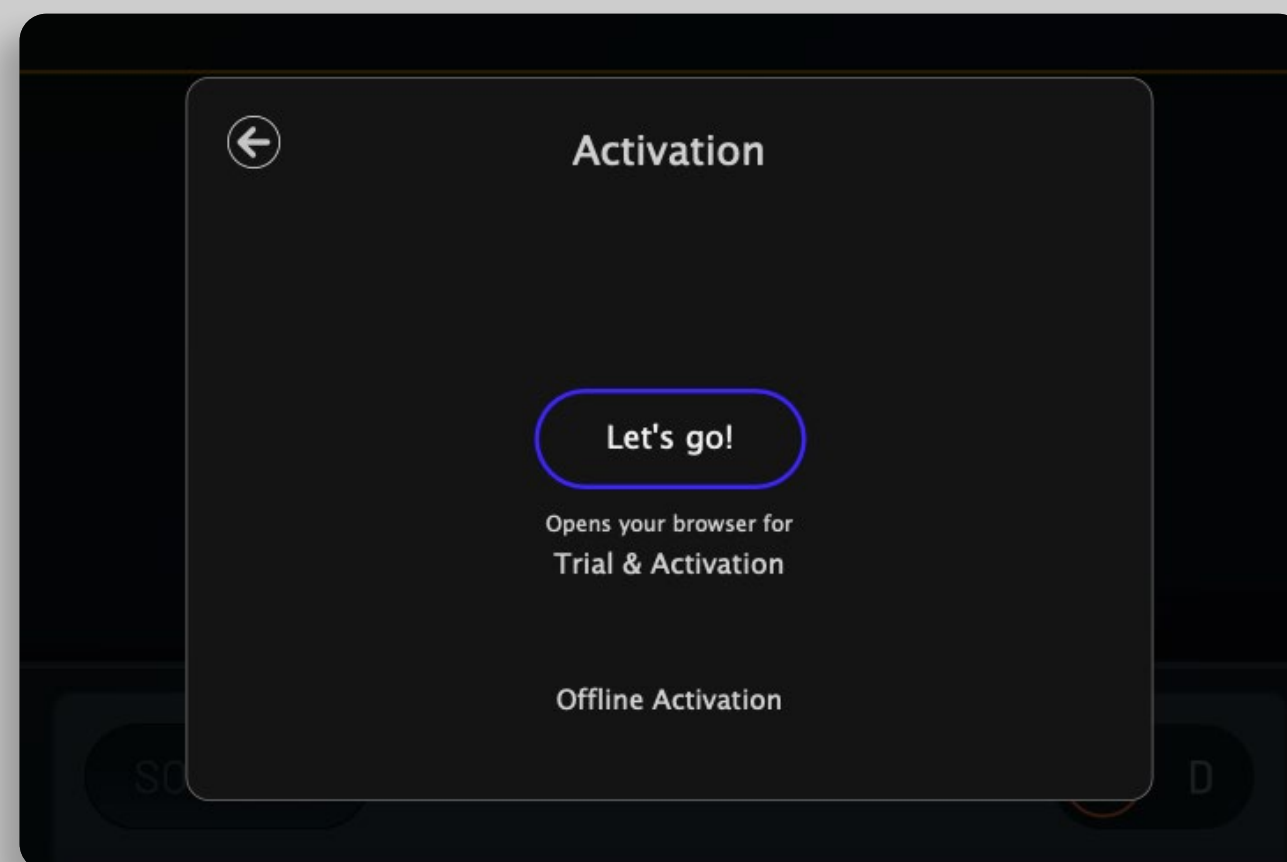 Activation
Let's go!
Opens your browser for
Trial & Activation
Offline Activation
D